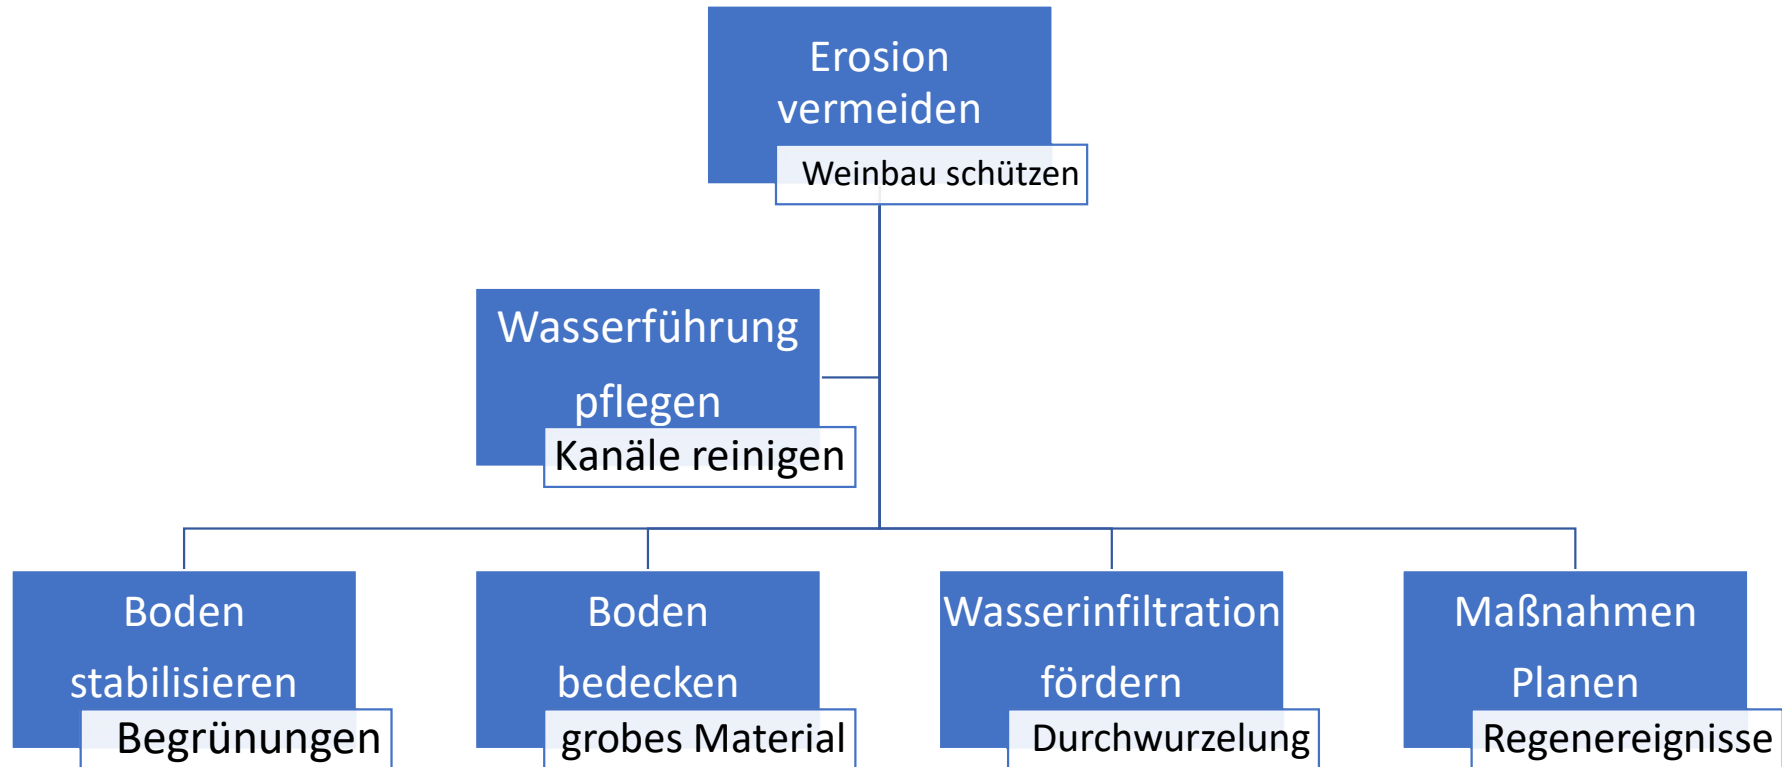 Erosion
vermeiden
Weinbau schützen
Wasserführung
pflegen
Kanäle reinigen
Boden
stabilisieren
Begrünungen
Boden
bedecken
grobes Material
Wasserinfiltration
fördern
Durchwurzelung
Maßnahmen
Planen
Regenereignisse